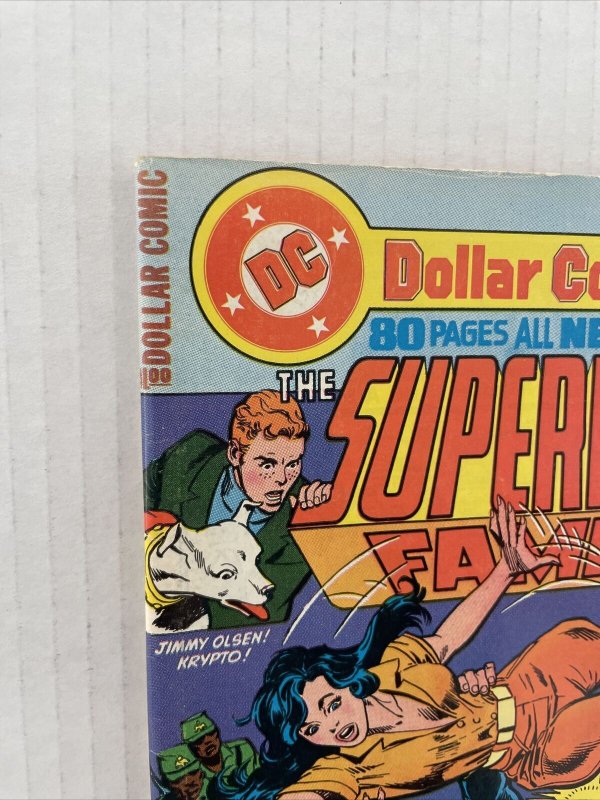 $1.00 DOLLAR COMIC
DC
Dollar Co
80 PAGES ALL NE
THE
SUPER
FAM
JIMMY OLSEN!
KRYPTO!